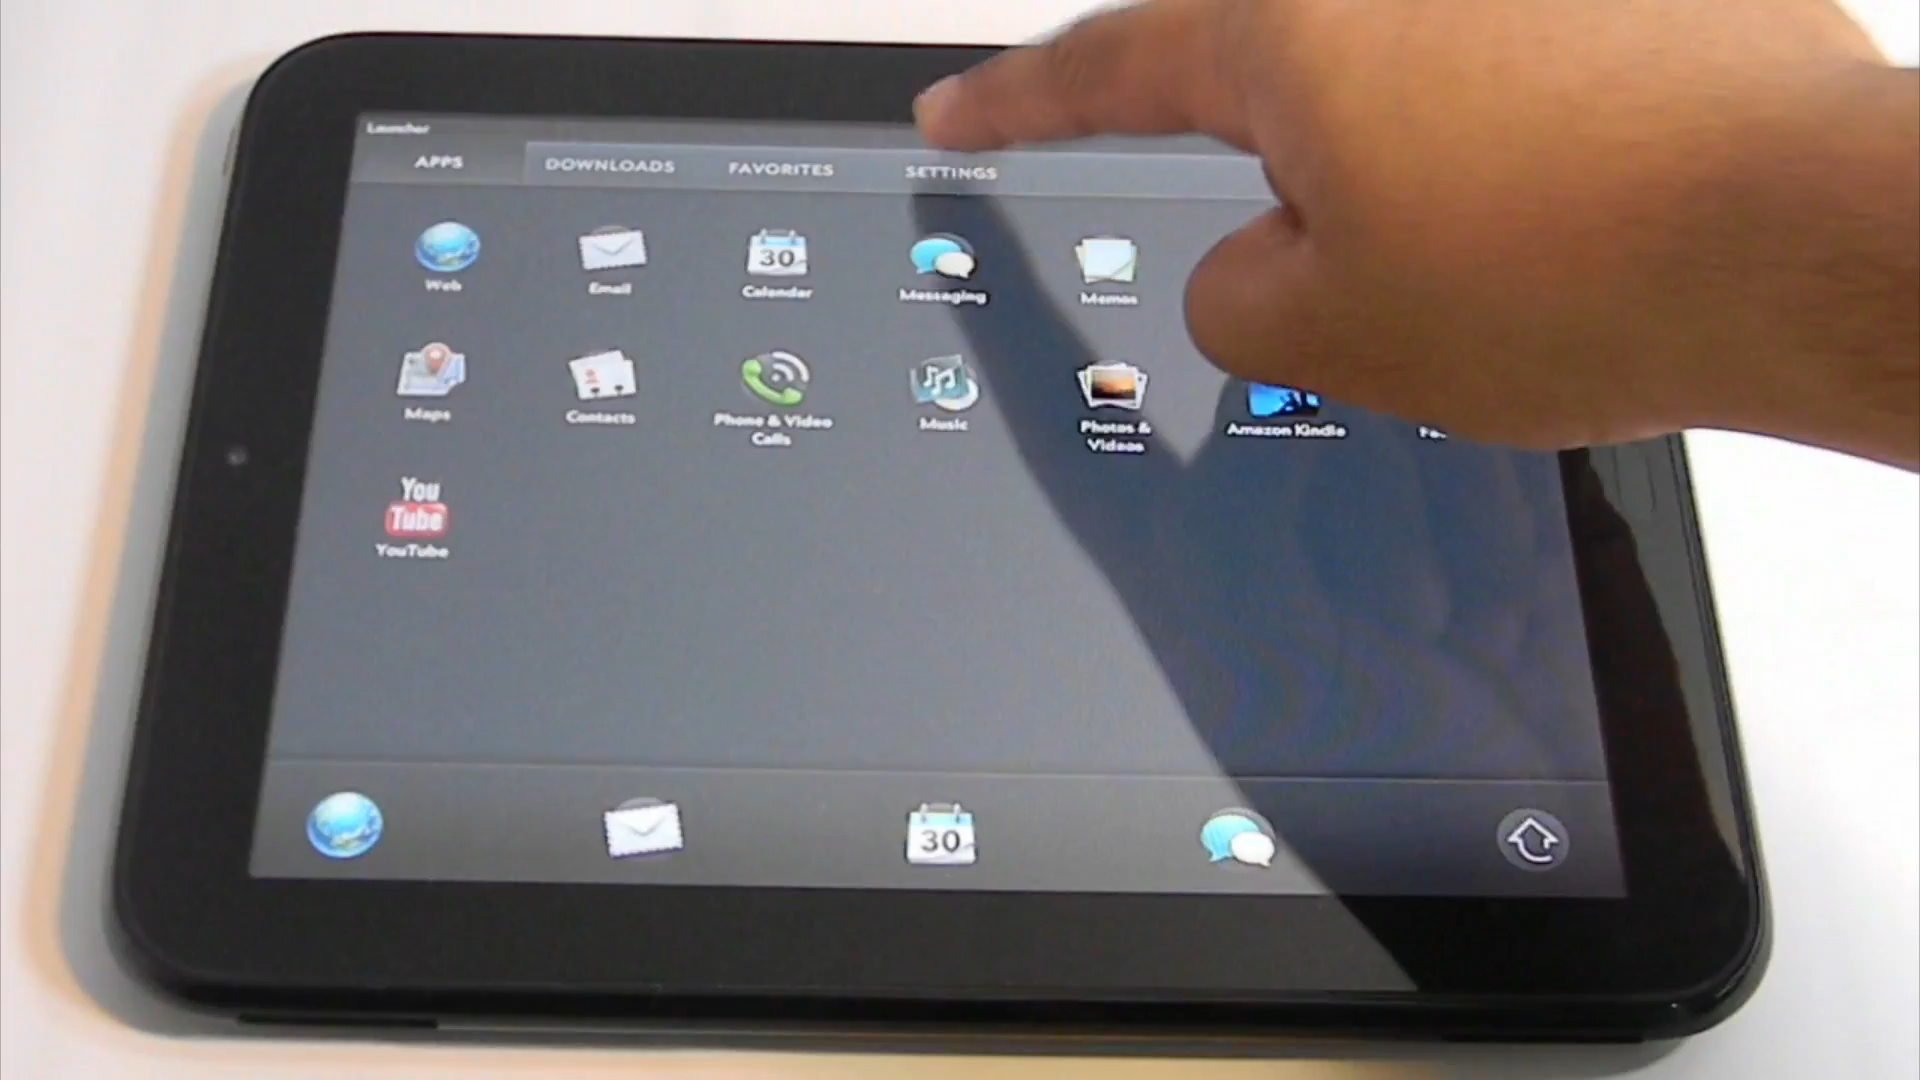 Launcher
APPS DOWNLOADS FAVORITES SETTINGS
30
Web Email Calendar Messaging Memos
Maps Contacts Phone & Video Calls Music Photos & Videos Amazon Kindle
You
Tube
YouTube
30